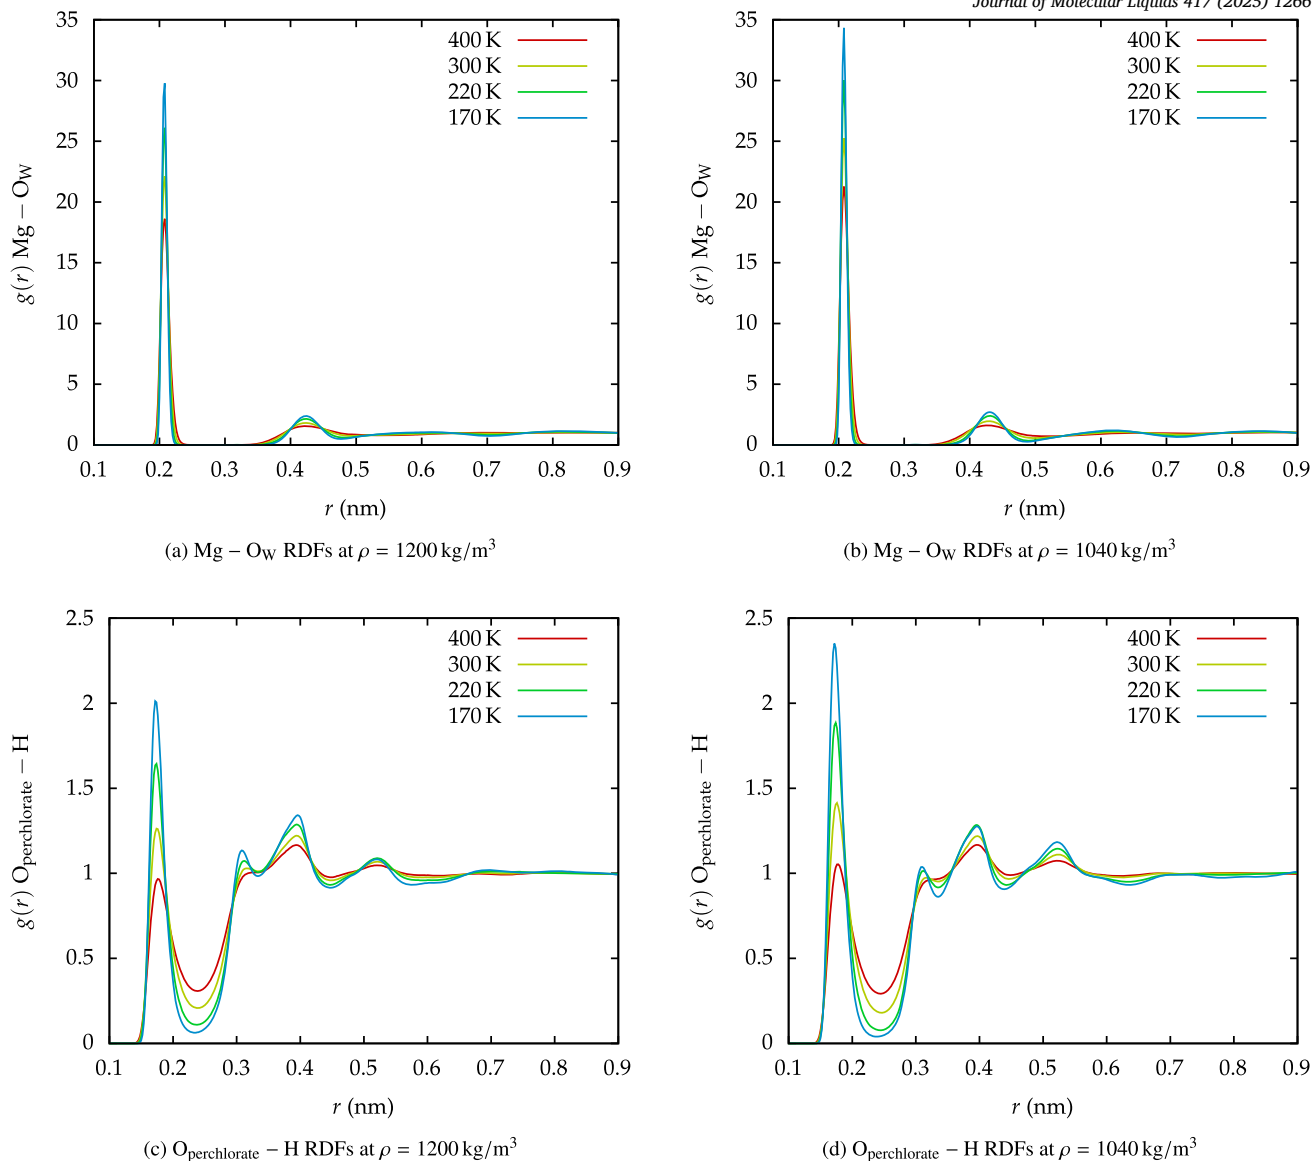 Journal of Molecular Liquids 417 (2025) 1266
35
30
25
20
15
10
5
0
g(r) Mg − OW
400 K
300 K
220 K
170 K
0.1 0.2 0.3 0.4 0.5 0.6 0.7 0.8 0.9
r (nm)
(a) Mg − OW RDFs at ρ = 1200 kg/m³
35
30
25
20
15
10
5
0
g(r) Mg − OW
400 K
300 K
220 K
170 K
0.1 0.2 0.3 0.4 0.5 0.6 0.7 0.8 0.9
r (nm)
(b) Mg − OW RDFs at ρ = 1040 kg/m³
2.5
2
1.5
1
0.5
0
g(r) Operchlorate − H
400 K
300 K
220 K
170 K
0.1 0.2 0.3 0.4 0.5 0.6 0.7 0.8 0.9
r (nm)
(c) Operchlorate − H RDFs at ρ = 1200 kg/m³
2.5
2
1.5
1
0.5
0
g(r) Operchlorate − H
400 K
300 K
220 K
170 K
0.1 0.2 0.3 0.4 0.5 0.6 0.7 0.8 0.9
r (nm)
(d) Operchlorate − H RDFs at ρ = 1040 kg/m³